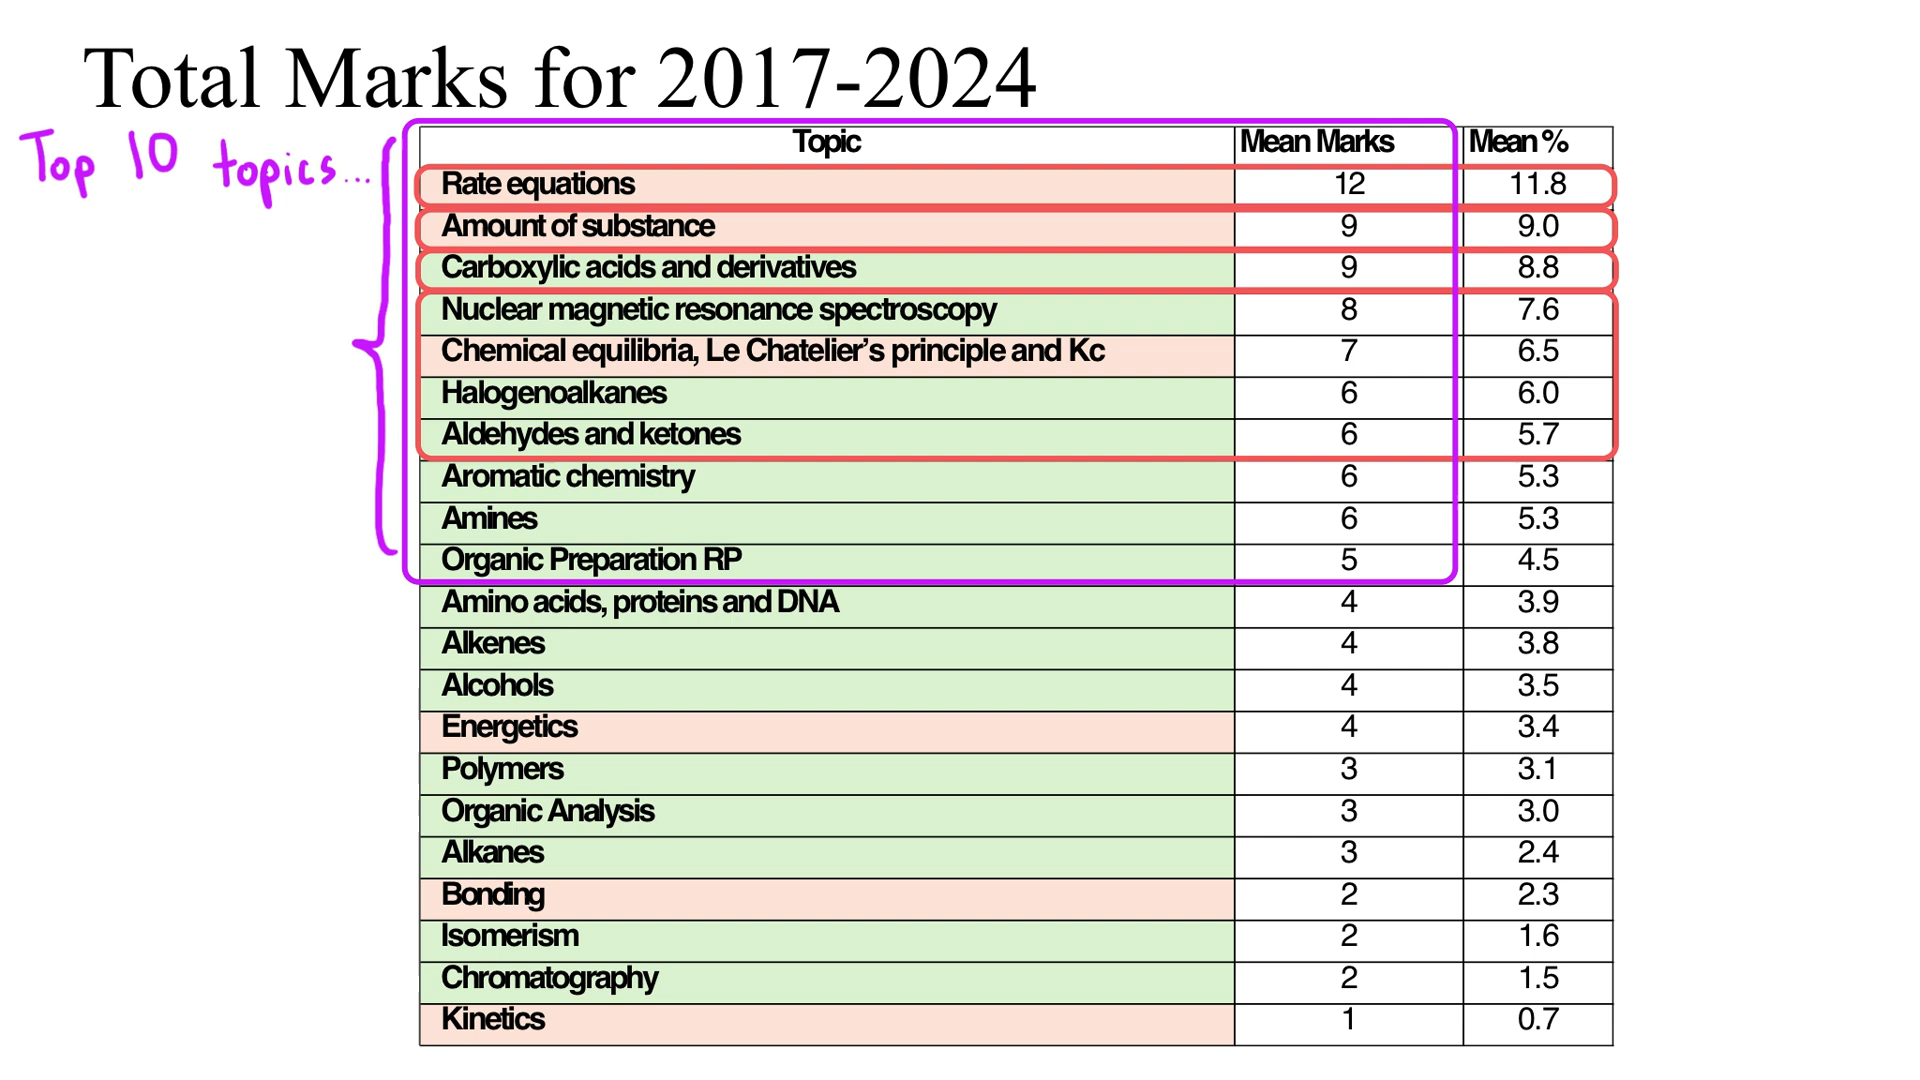 Total Marks for 2017-2024
Top 10 topics...
Topic Mean Marks Mean %
Rate equations 12 11.8
Amount of substance 9 9.0
Carboxylic acids and derivatives 9 8.8
Nuclear magnetic resonance spectroscopy 8 7.6
Chemical equilibria, Le Chatelier’s principle and Kc 7 6.5
Halogenoalkanes 6 6.0
Aldehydes and ketones 6 5.7
Aromatic chemistry 6 5.3
Amines 6 5.3
Organic Preparation RP 5 4.5
Amino acids, proteins and DNA 4 3.9
Alkenes 4 3.8
Alcohols 4 3.5
Energetics 4 3.4
Polymers 3 3.1
Organic Analysis 3 3.0
Alkanes 3 2.4
Bonding 2 2.3
Isomerism 2 1.6
Chromatography 2 1.5
Kinetics 1 0.7